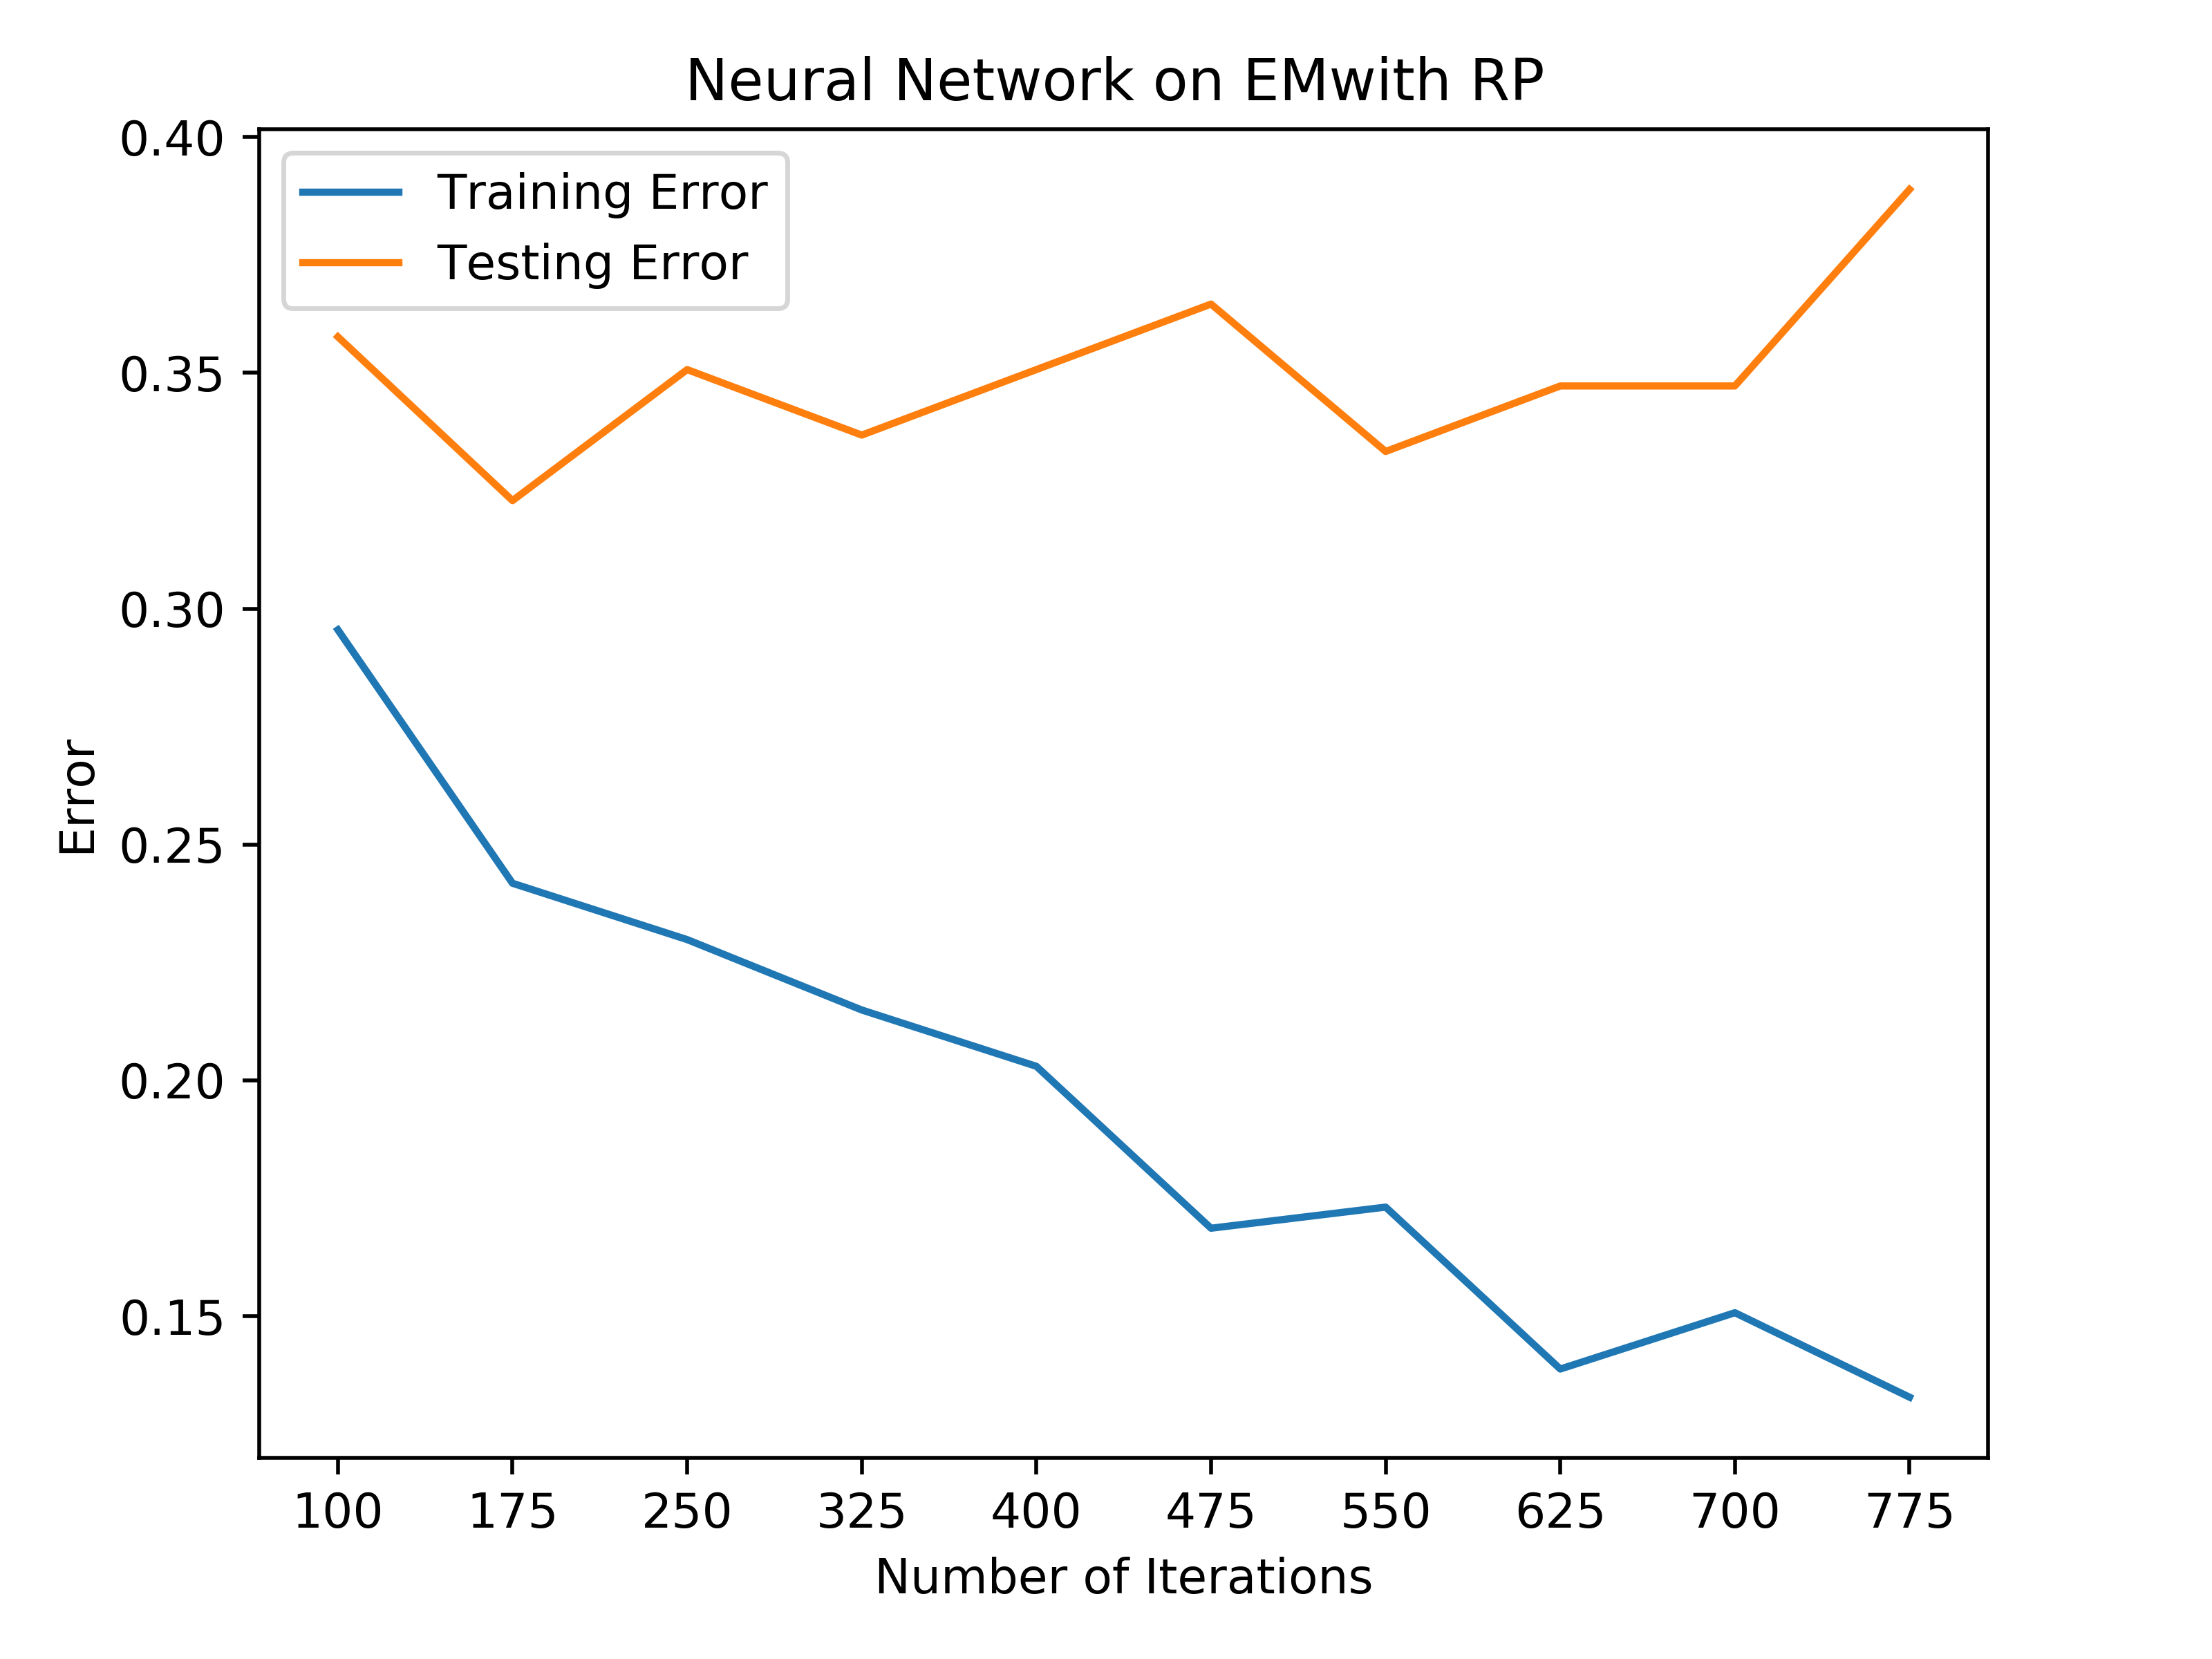 Neural Network on EMwith RP
Training Error
Testing Error
Error
0.40
0.35
0.30
0.25
0.20
0.15
100 175 250 325 400 475 550 625 700 775
Number of Iterations